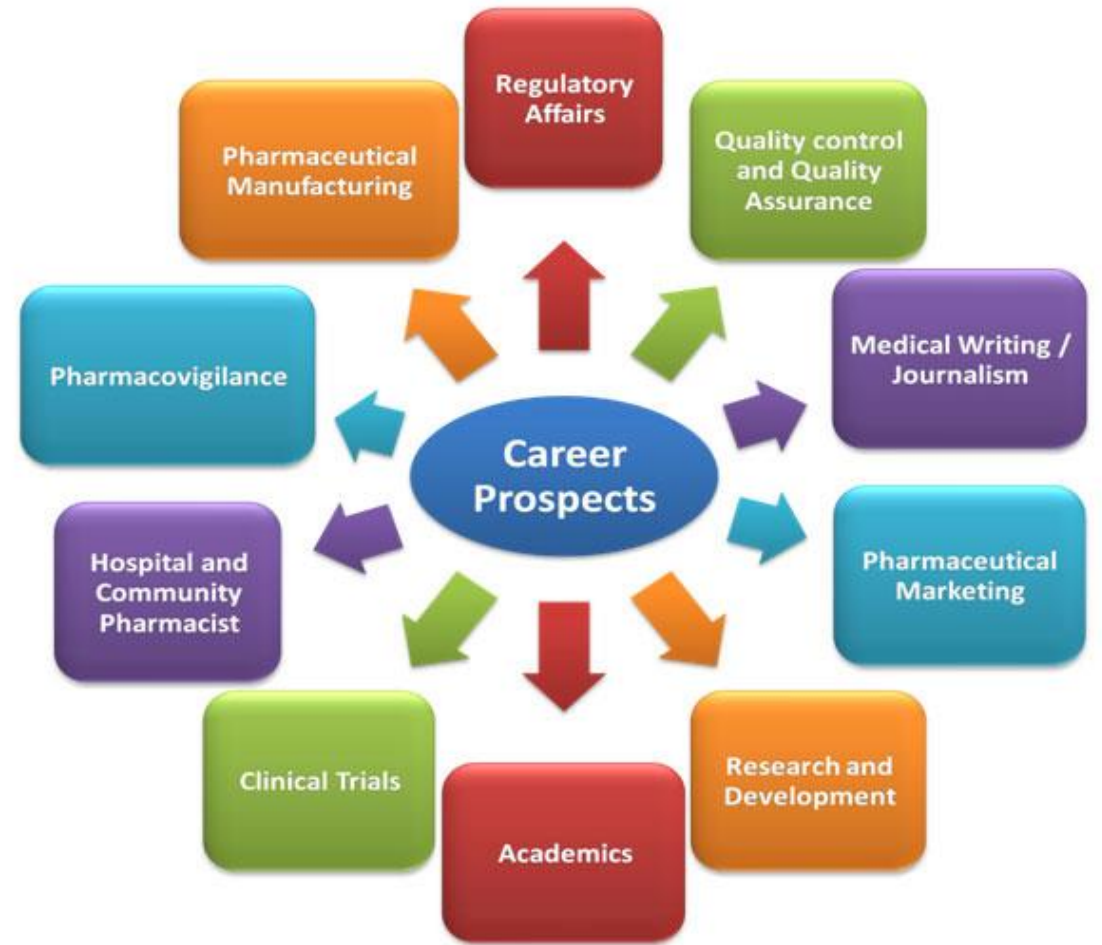 Regulatory
Affairs
Quality control
and Quality
Assurance
Medical Writing /
Journalism
Pharmaceutical
Marketing
Research and
Development
Academics
Clinical Trials
Hospital and
Community
Pharmacist
Pharmacovigilance
Pharmaceutical
Manufacturing
Career
Prospects